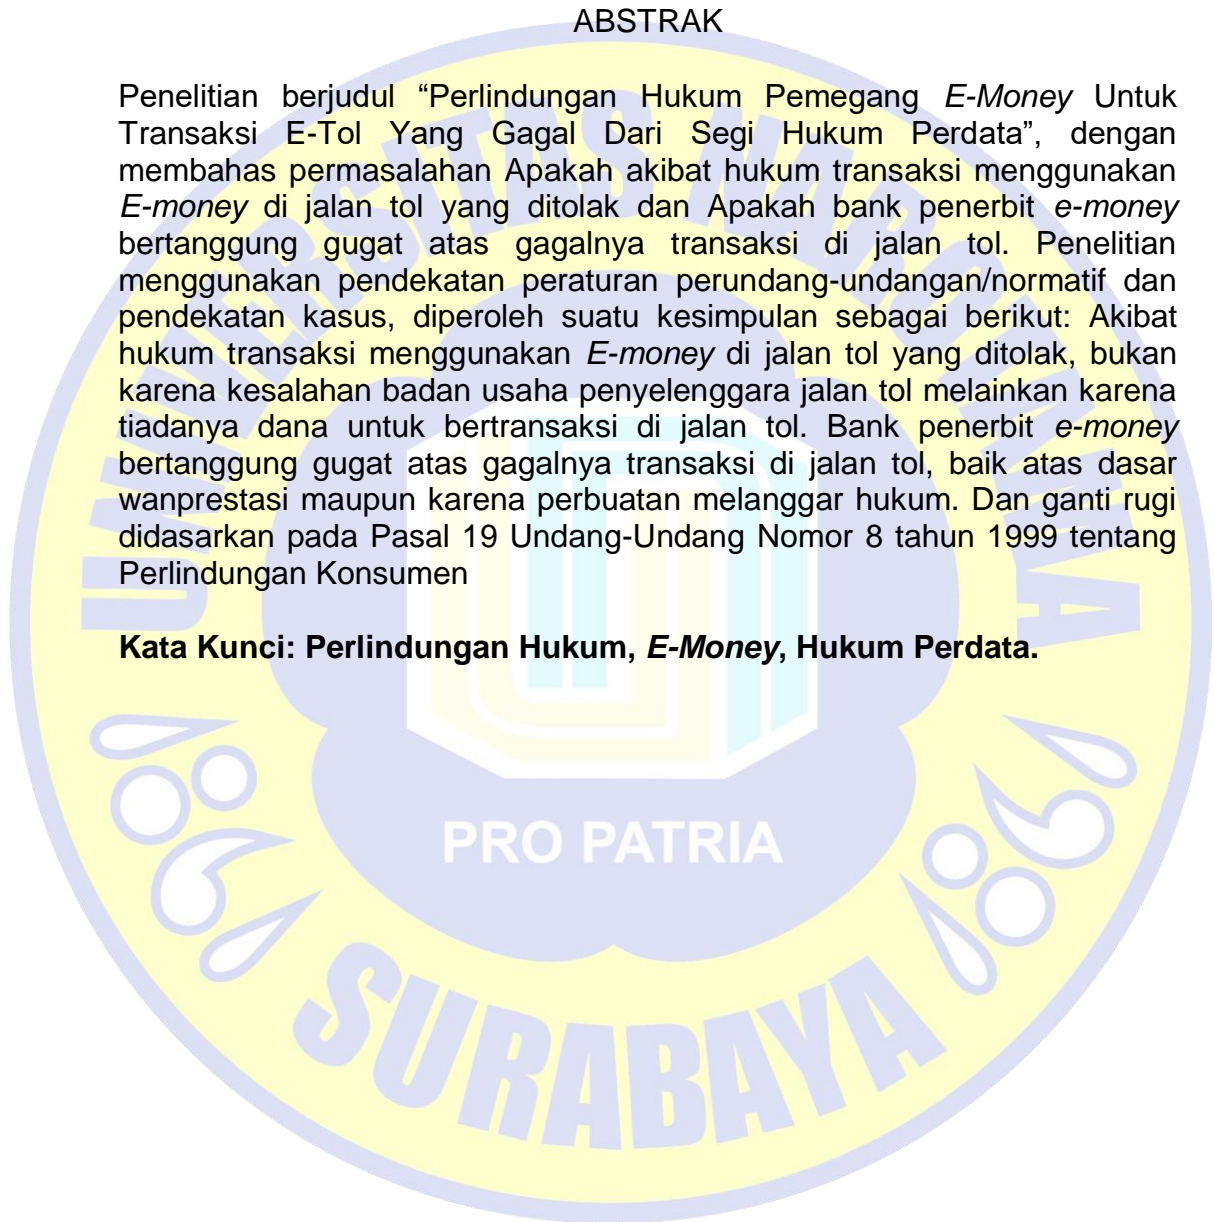 ABSTRAK
Penelitian berjudul “Perlindungan Hukum Pemegang E-Money Untuk
Transaksi E-Tol Yang Gagal Dari Segi Hukum Perdata”, dengan
membahas permasalahan Apakah akibat hukum transaksi menggunakan
E-money di jalan tol yang ditolak dan Apakah bank penerbit e-money
bertanggung gugat atas gagalnya transaksi di jalan tol. Penelitian
menggunakan pendekatan peraturan perundang-undangan/normatif dan
pendekatan kasus, diperoleh suatu kesimpulan sebagai berikut: Akibat
hukum transaksi menggunakan E-money di jalan tol yang ditolak, bukan
karena kesalahan badan usaha penyelenggara jalan tol melainkan karena
tiadanya dana untuk bertransaksi di jalan tol. Bank penerbit e-money
bertanggung gugat atas gagalnya transaksi di jalan tol, baik atas dasar
wanprestasi maupun karena perbuatan melanggar hukum. Dan ganti rugi
didasarkan pada Pasal 19 Undang-Undang Nomor 8 tahun 1999 tentang
Perlindungan Konsumen
Kata Kunci: Perlindungan Hukum, E-Money, Hukum Perdata.
UNIVERSITAS NAROTAMA
PRO PATRIA
SURABAYA